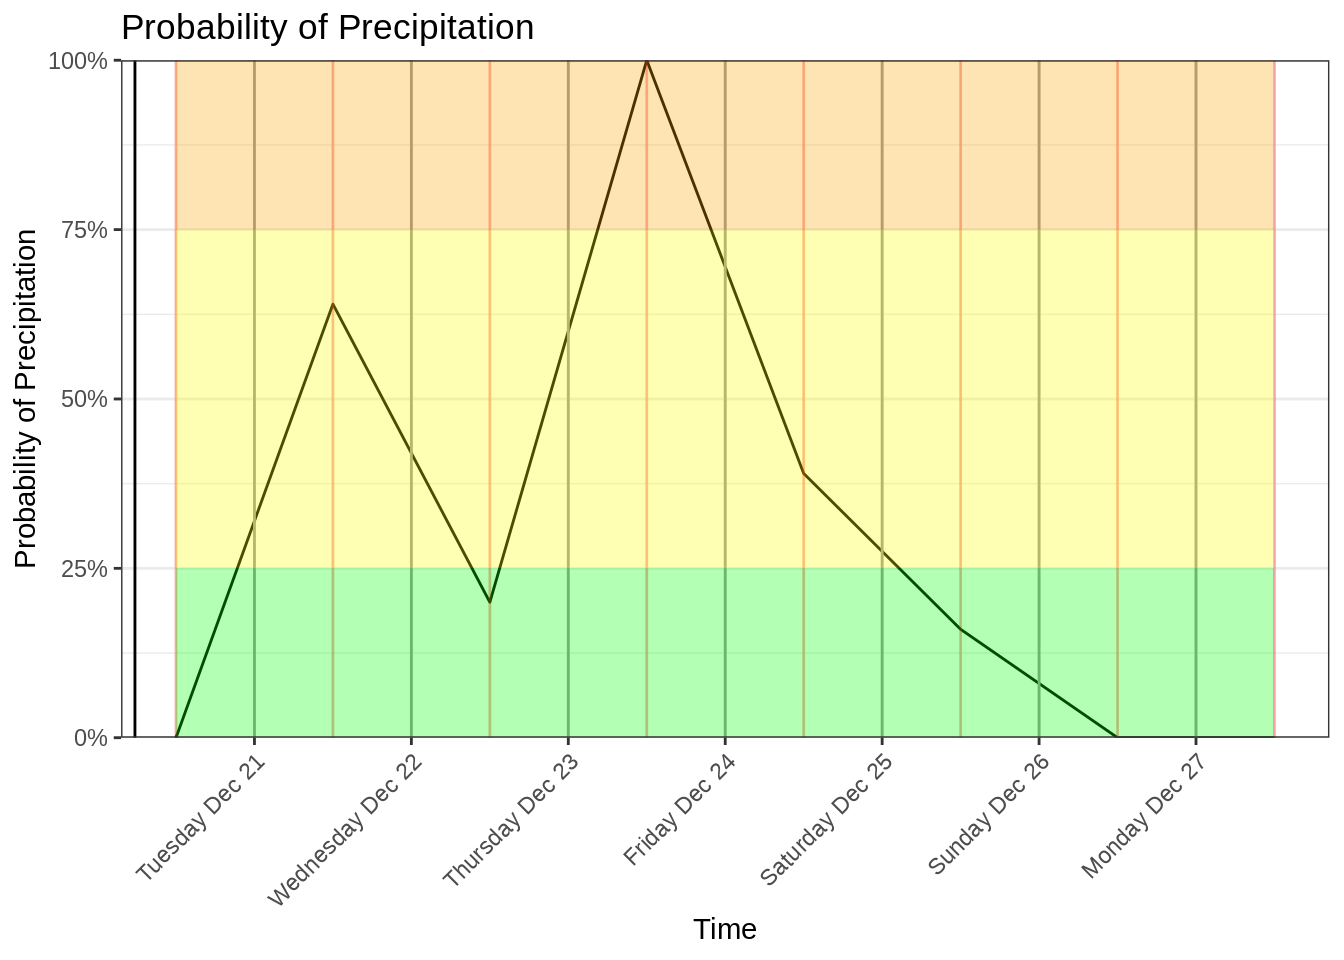 Probability of Precipitation
Probability of Precipitation
100%
75%
50%
25%
0%
Tuesday Dec 21
Wednesday Dec 22
Thursday Dec 23
Friday Dec 24
Saturday Dec 25
Sunday Dec 26
Monday Dec 27
Time